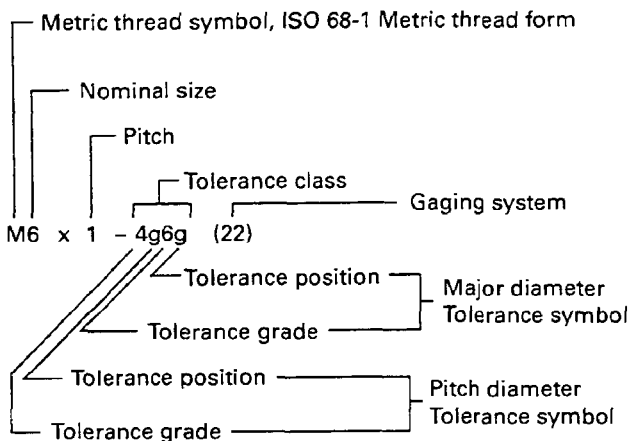 Metric thread symbol, ISO 68-1 Metric thread form
Nominal size
Pitch
Tolerance class
Gaging system
M6 x 1 – 4g6g (22)
Tolerance position
Major diameter
Tolerance symbol
Tolerance grade
Tolerance position
Pitch diameter
Tolerance symbol
Tolerance grade